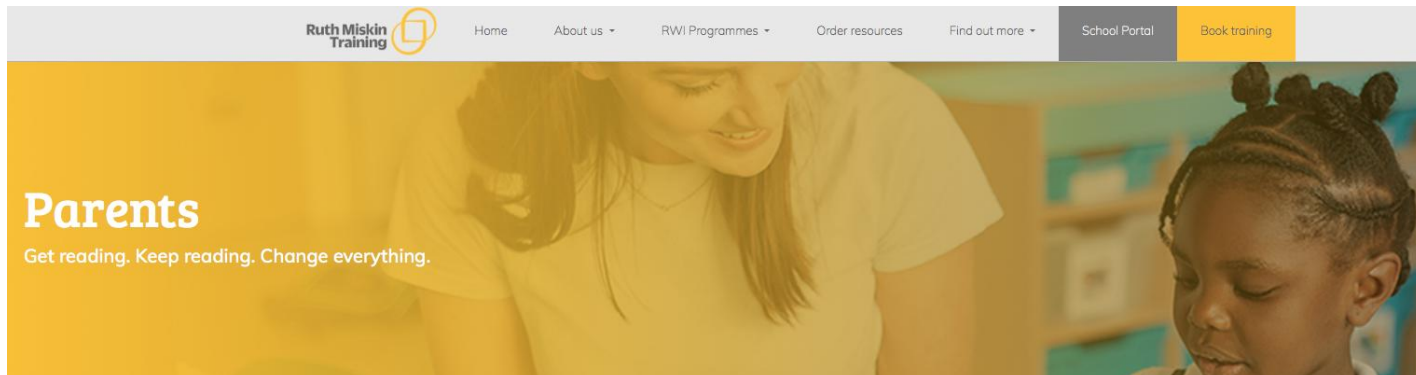 Ruth Miskin
Training
Home About us RWI Programmes Order resources Find out more School Portal Book training
Parents
Get reading. Keep reading. Change everything.